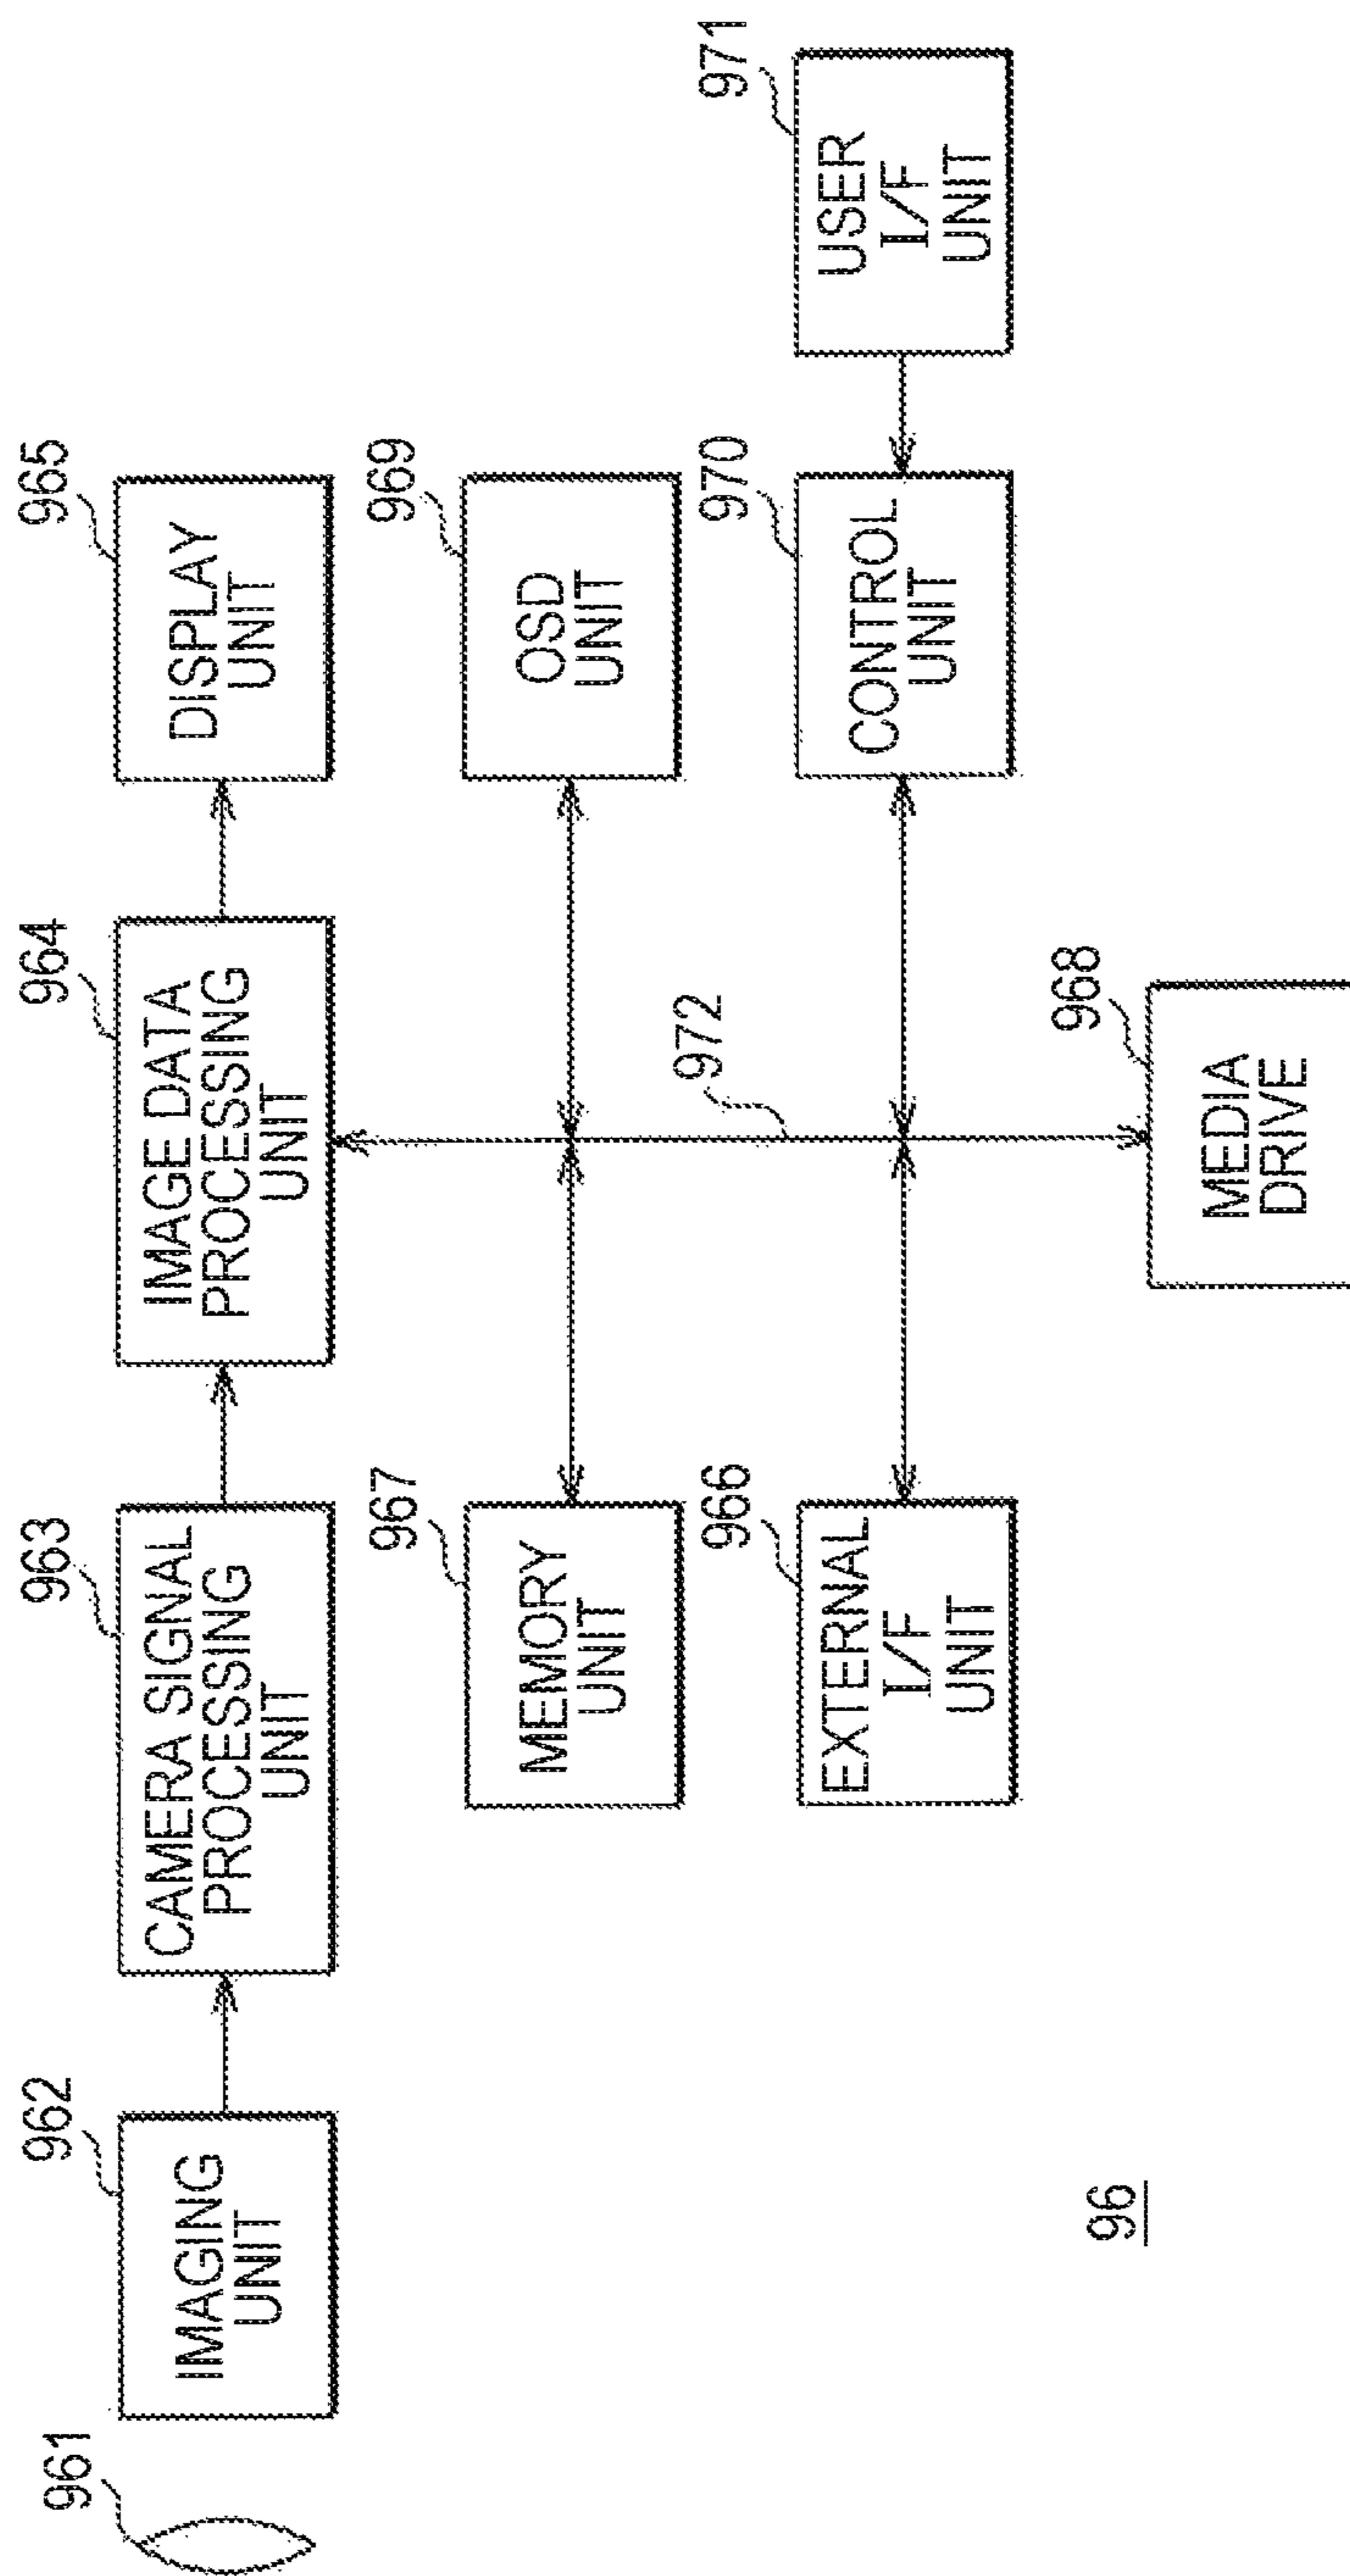 961
962
IMAGING
UNIT
963
CAMERA SIGNAL
PROCESSING
UNIT
964
IMAGE DATA
PROCESSING
UNIT
965
DISPLAY
UNIT
967
MEMORY
UNIT
969
OSD
UNIT
972
966
EXTERNAL
I/F
UNIT
970
CONTROL
UNIT
971
USER
I/F
UNIT
968
MEDIA
DRIVE
96